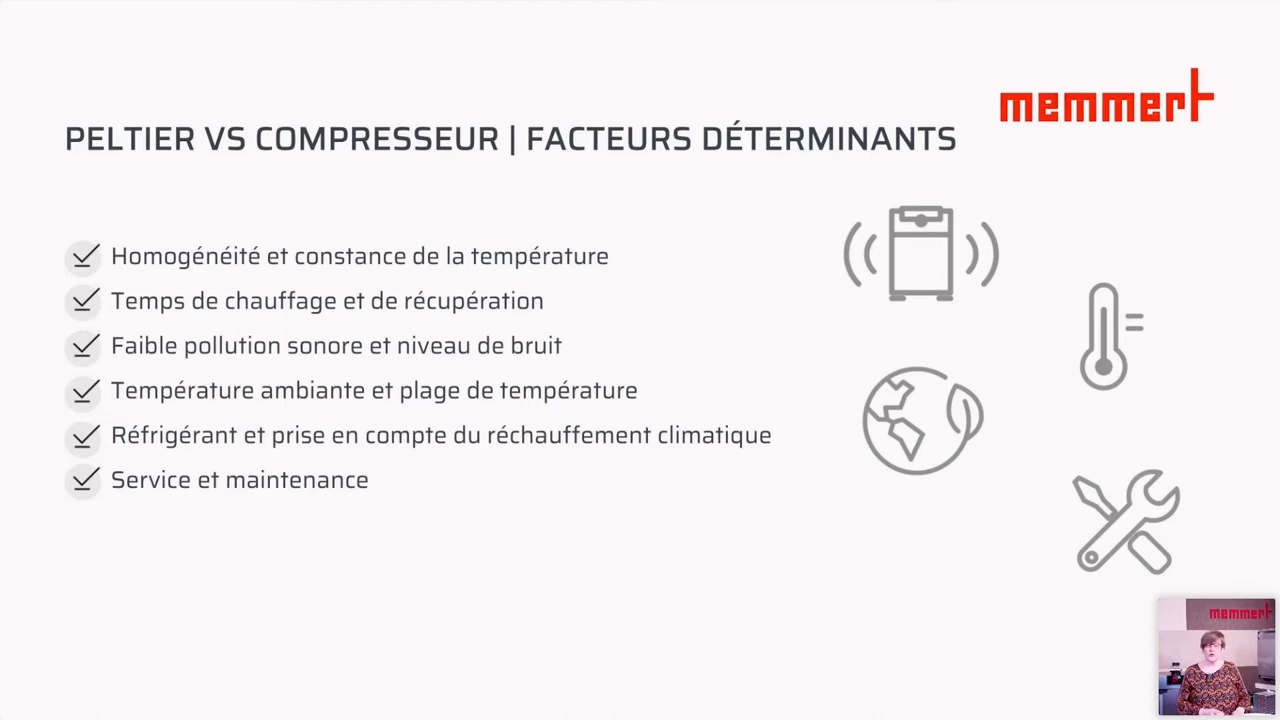 memmert
PELTIER VS COMPRESSEUR | FACTEURS DÉTERMINANTS
Homogénéité et constance de la température
Temps de chauffage et de récupération
Faible pollution sonore et niveau de bruit
Température ambiante et plage de température
Réfrigérant et prise en compte du réchauffement climatique
Service et maintenance
memmert